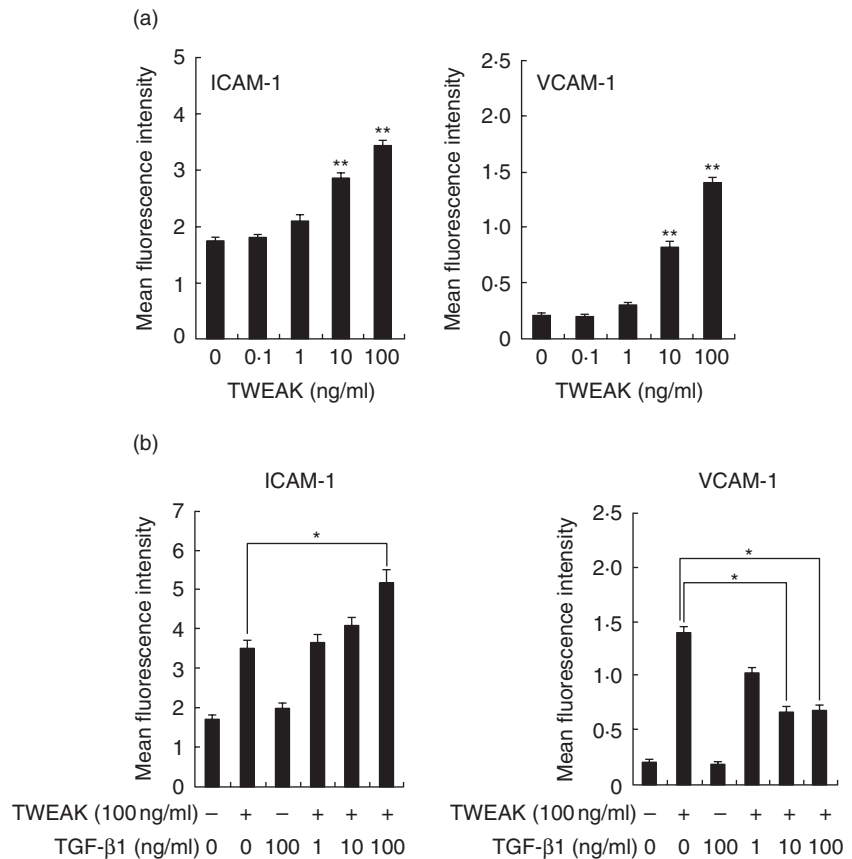 (a)
ICAM-1
Mean fluorescence intensity
5
4
3
2
1
0
** **
0 0·1 1 10 100
TWEAK (ng/ml)
VCAM-1
Mean fluorescence intensity
2·5
2·0
1·5
1·0
0·5
0
** **
0 0·1 1 10 100
TWEAK (ng/ml)
(b)
ICAM-1
Mean fluorescence intensity
7
6
5
4
3
2
1
0
*
TWEAK (100 ng/ml) − + − + + +
TGF-β1 (ng/ml) 0 0 100 1 10 100
VCAM-1
Mean fluorescence intensity
2·5
2·0
1·5
1·0
0·5
0
*
*
TWEAK (100 ng/ml) − + − + + +
TGF-β1 (ng/ml) 0 0 100 1 10 100